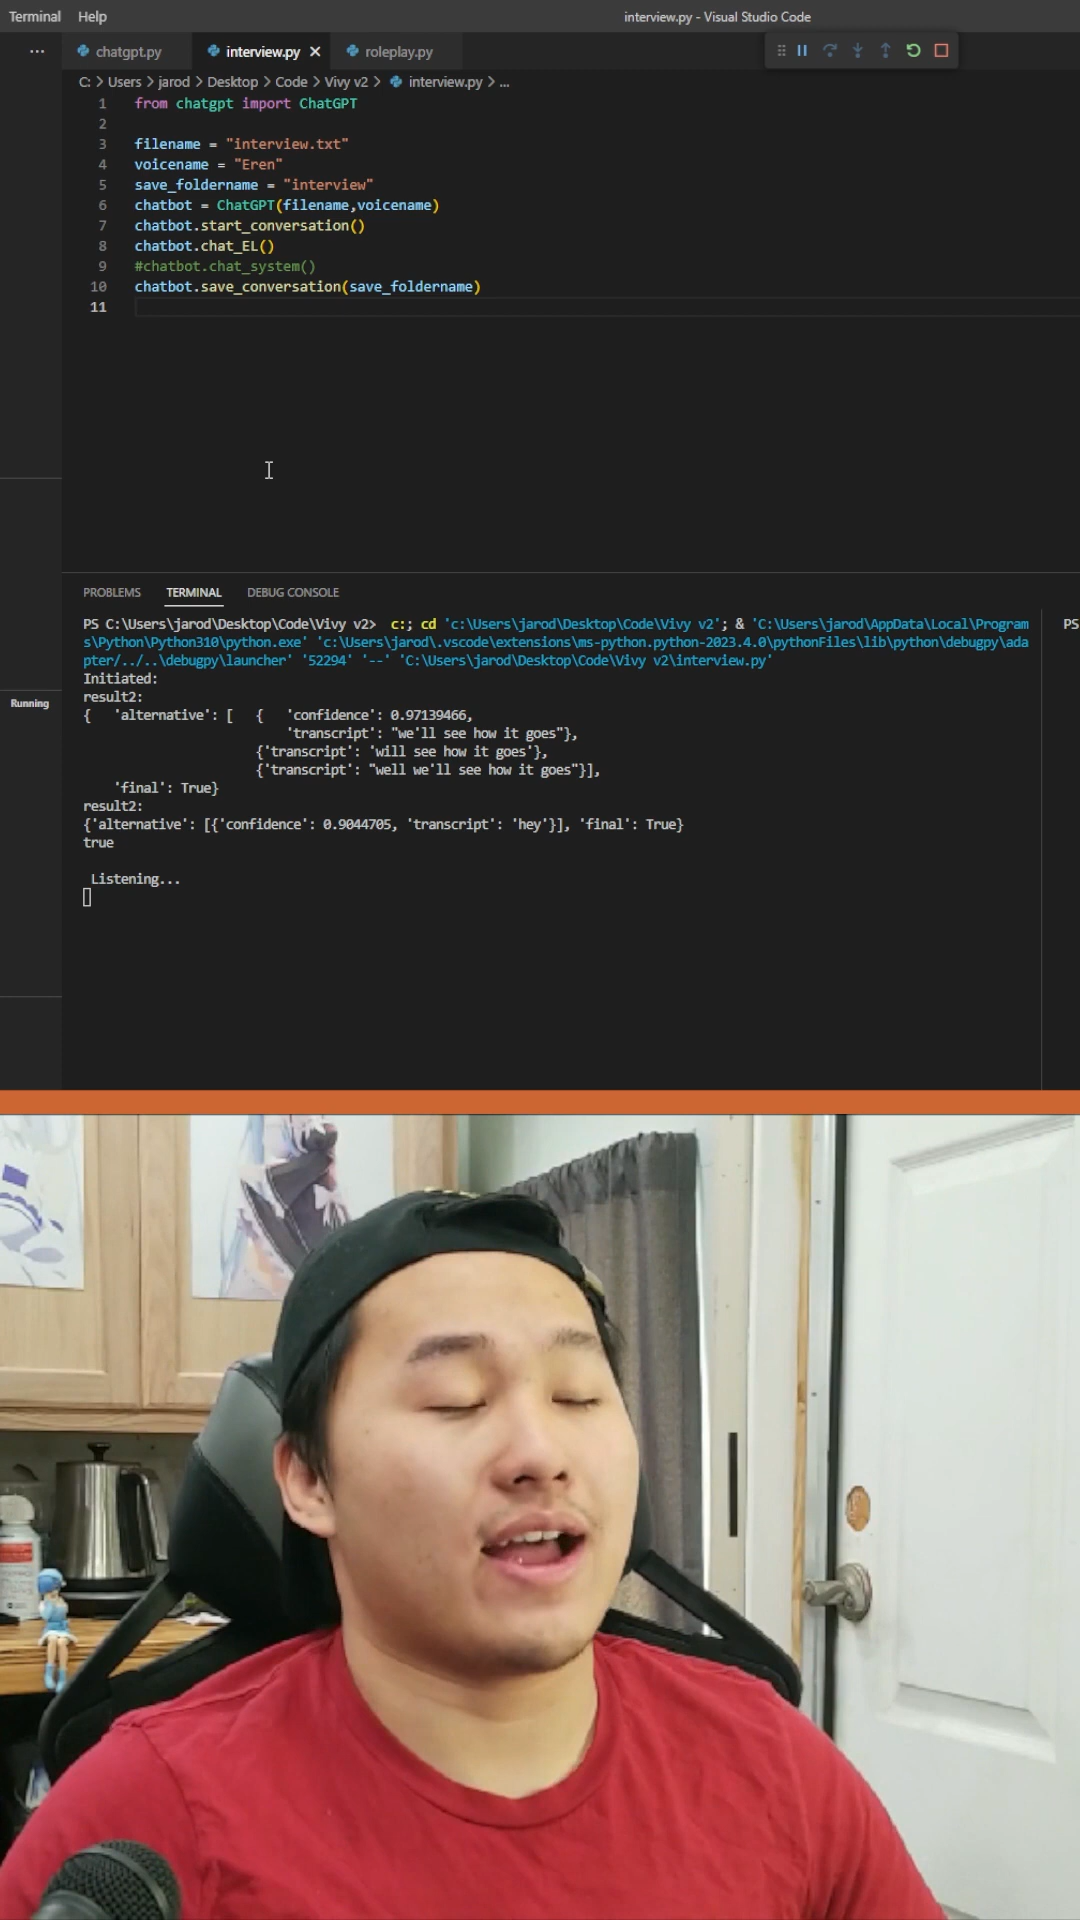 Terminal Help interview.py - Visual Studio Code
... chatgpt.py interview.py × roleplay.py
C: > Users > jarod > Desktop > Code > Vivy v2 > interview.py > ...
1 from chatgpt import ChatGPT
2
3 filename = "interview.txt"
4 voicename = "Eren"
5 save_foldername = "interview"
6 chatbot = ChatGPT(filename,voicename)
7 chatbot.start_conversation()
8 chatbot.chat_EL()
9 #chatbot.chat_system()
10 chatbot.save_conversation(save_foldername)
11
PROBLEMS TERMINAL DEBUG CONSOLE
PS C:\Users\jarod\Desktop\Code\Vivy v2> c:; cd 'c:\Users\jarod\Desktop\Code\Vivy v2'; & 'C:\Users\jarod\AppData\Local\Program
s\Python\Python310\python.exe' 'c:\Users\jarod\.vscode\extensions\ms-python.python-2023.4.0\pythonFiles\lib\python\debugpy\ada
pter/../..\debugpy\launcher' '52294' '--' 'C:\Users\jarod\Desktop\Code\Vivy v2\interview.py'
PS
Initiated:
result2:
Running
{ 'alternative': [ { 'confidence': 0.97139466,
'transcript': "we'll see how it goes"},
{'transcript': 'will see how it goes'},
{'transcript': "well we'll see how it goes"}],
'final': True}
result2:
{'alternative': [{'confidence': 0.9044705, 'transcript': 'hey'}], 'final': True}
true
Listening...